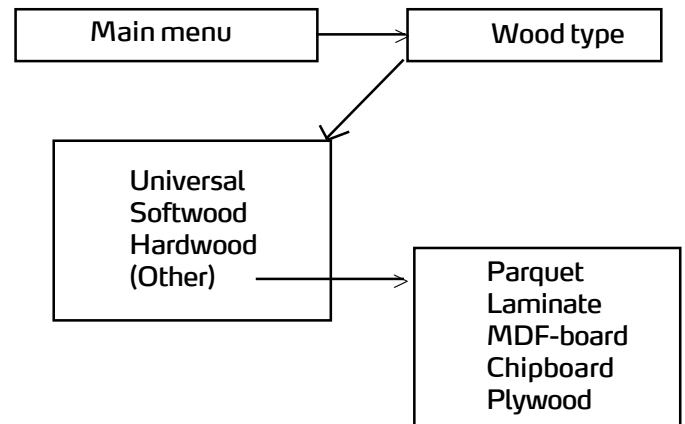 Main menu
Wood type
Universal
Softwood
Hardwood
(Other)
Parquet
Laminate
MDF-board
Chipboard
Plywood